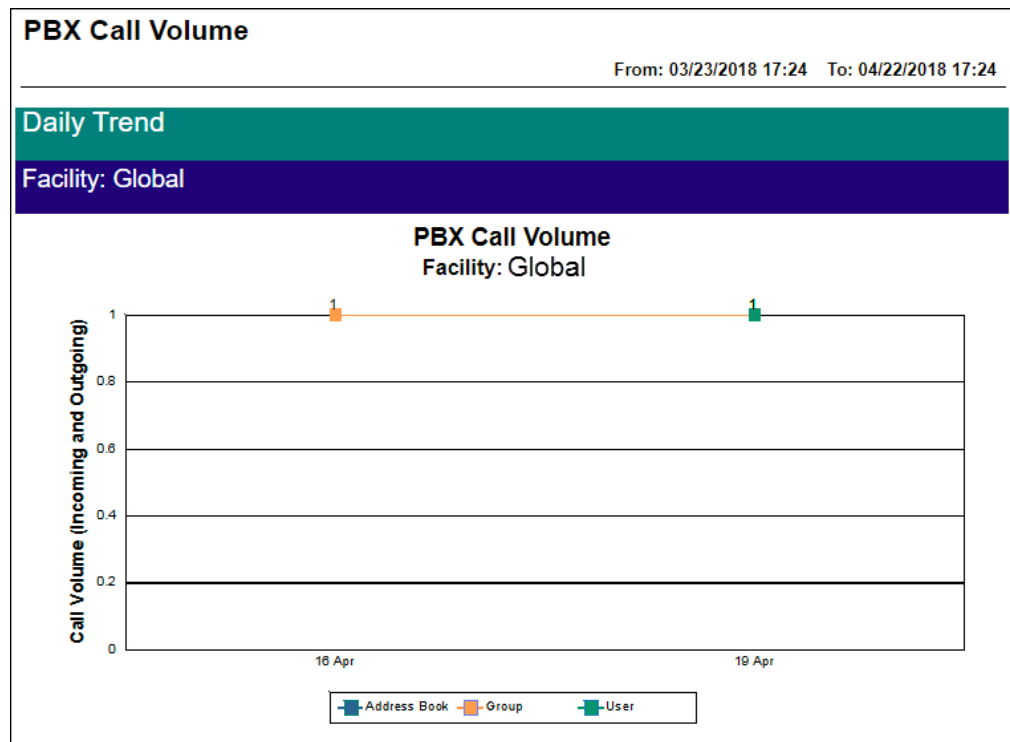 PBX Call Volume
From: 03/23/2018 17:24 To: 04/22/2018 17:24
Daily Trend
Facility: Global
PBX Call Volume
Facility: Global
1 1
Call Volume (Incoming and Outgoing)
1
0.8
0.6
0.4
0.2
0
16 Apr 19 Apr
Address Book Group User